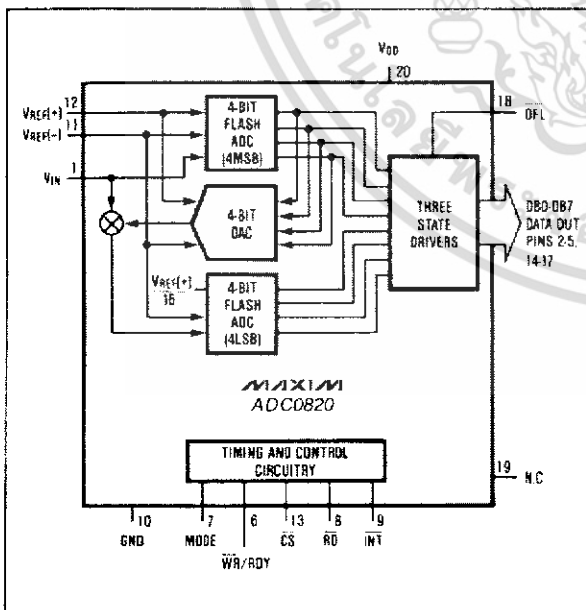 VDD
20
12
VREF(+)
11
VREF(-)
1
VIN
4-BIT
FLASH
ADC
(4MSB)
4-BIT
DAC
VREF(+)
16
4-BIT
FLASH
ADC
(4LSB)
THREE
STATE
DRIVERS
18
OFL
DB0-DB7
DATA OUT
PINS 2-5,
14-17
MAXIM
ADC0820
TIMING AND CONTROL
CIRCUITRY
19
N.C
10
GND
7
MODE
6
WR/RDY
13
CS
8
RD
9
INT